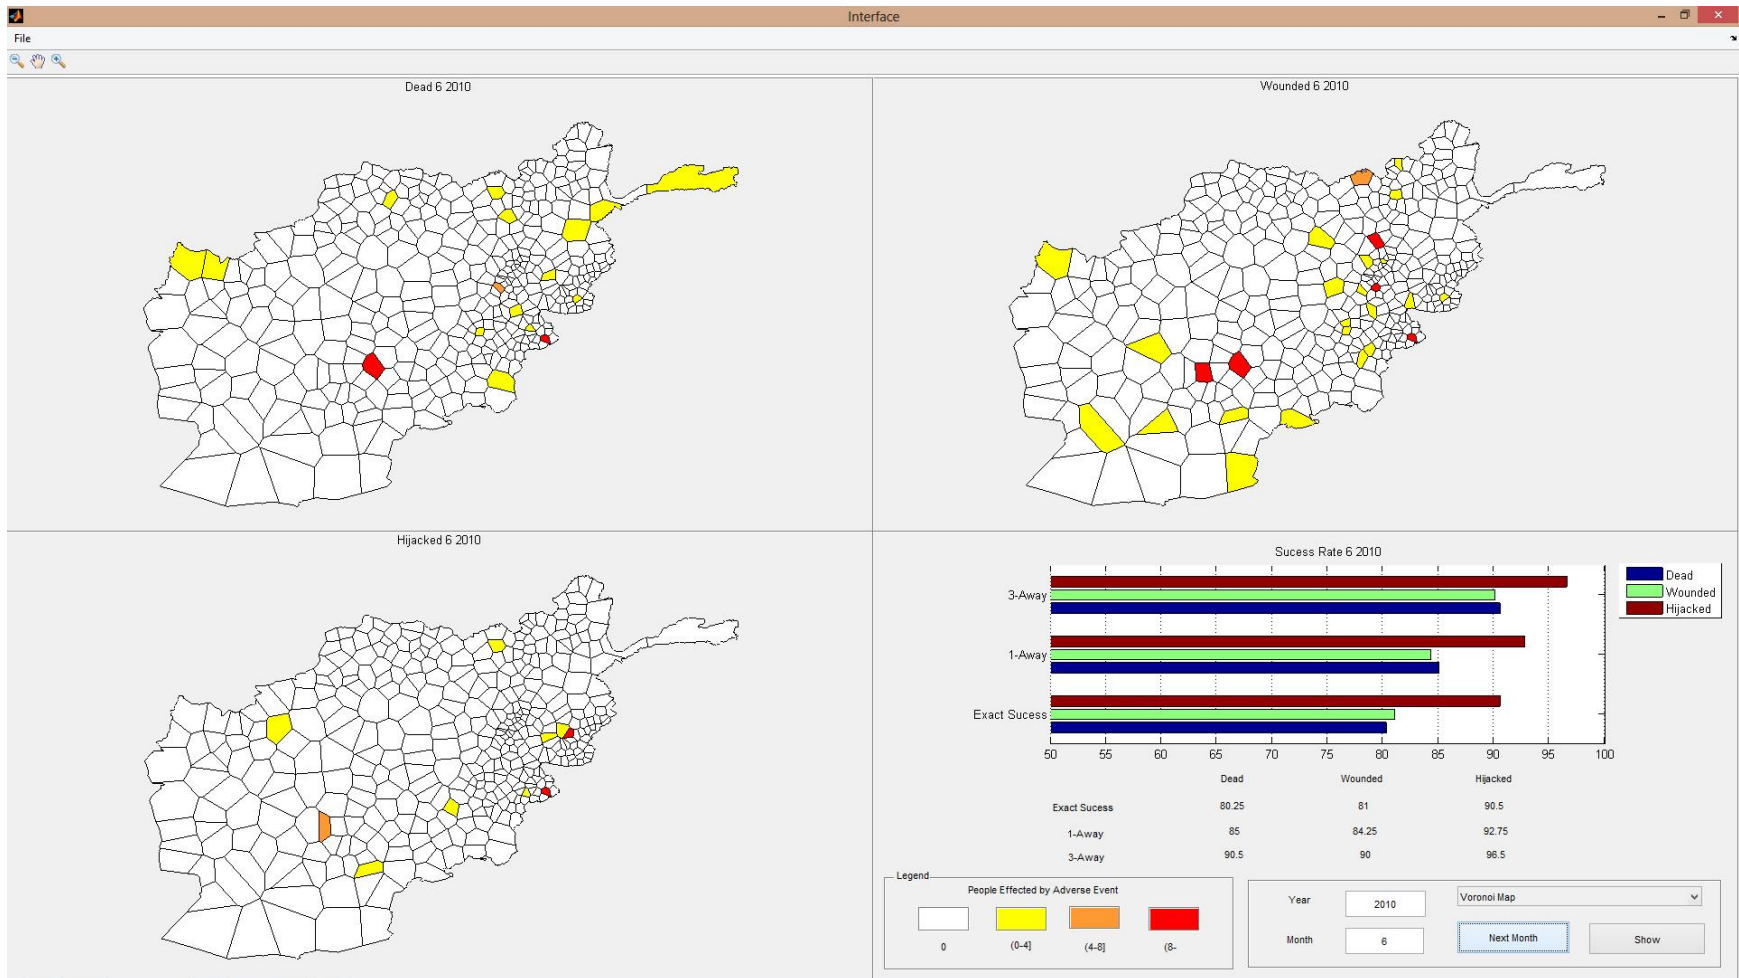 Interface
File
Dead 6 2010
Wounded 6 2010
Hijacked 6 2010
Sucess Rate 6 2010
Dead
Wounded
Hijacked
3-Away
1-Away
Exact Sucess
50 55 60 65 70 75 80 85 90 95 100
Dead Wounded Hijacked
Exact Sucess 80.25 81 90.5
1-Away 85 84.25 92.75
3-Away 90.5 90 96.5
Legend
People Effected by Adverse Event
0 (0-4] (4-8] (8-
Year 2010 Voronoi Map
Month 6 Next Month Show